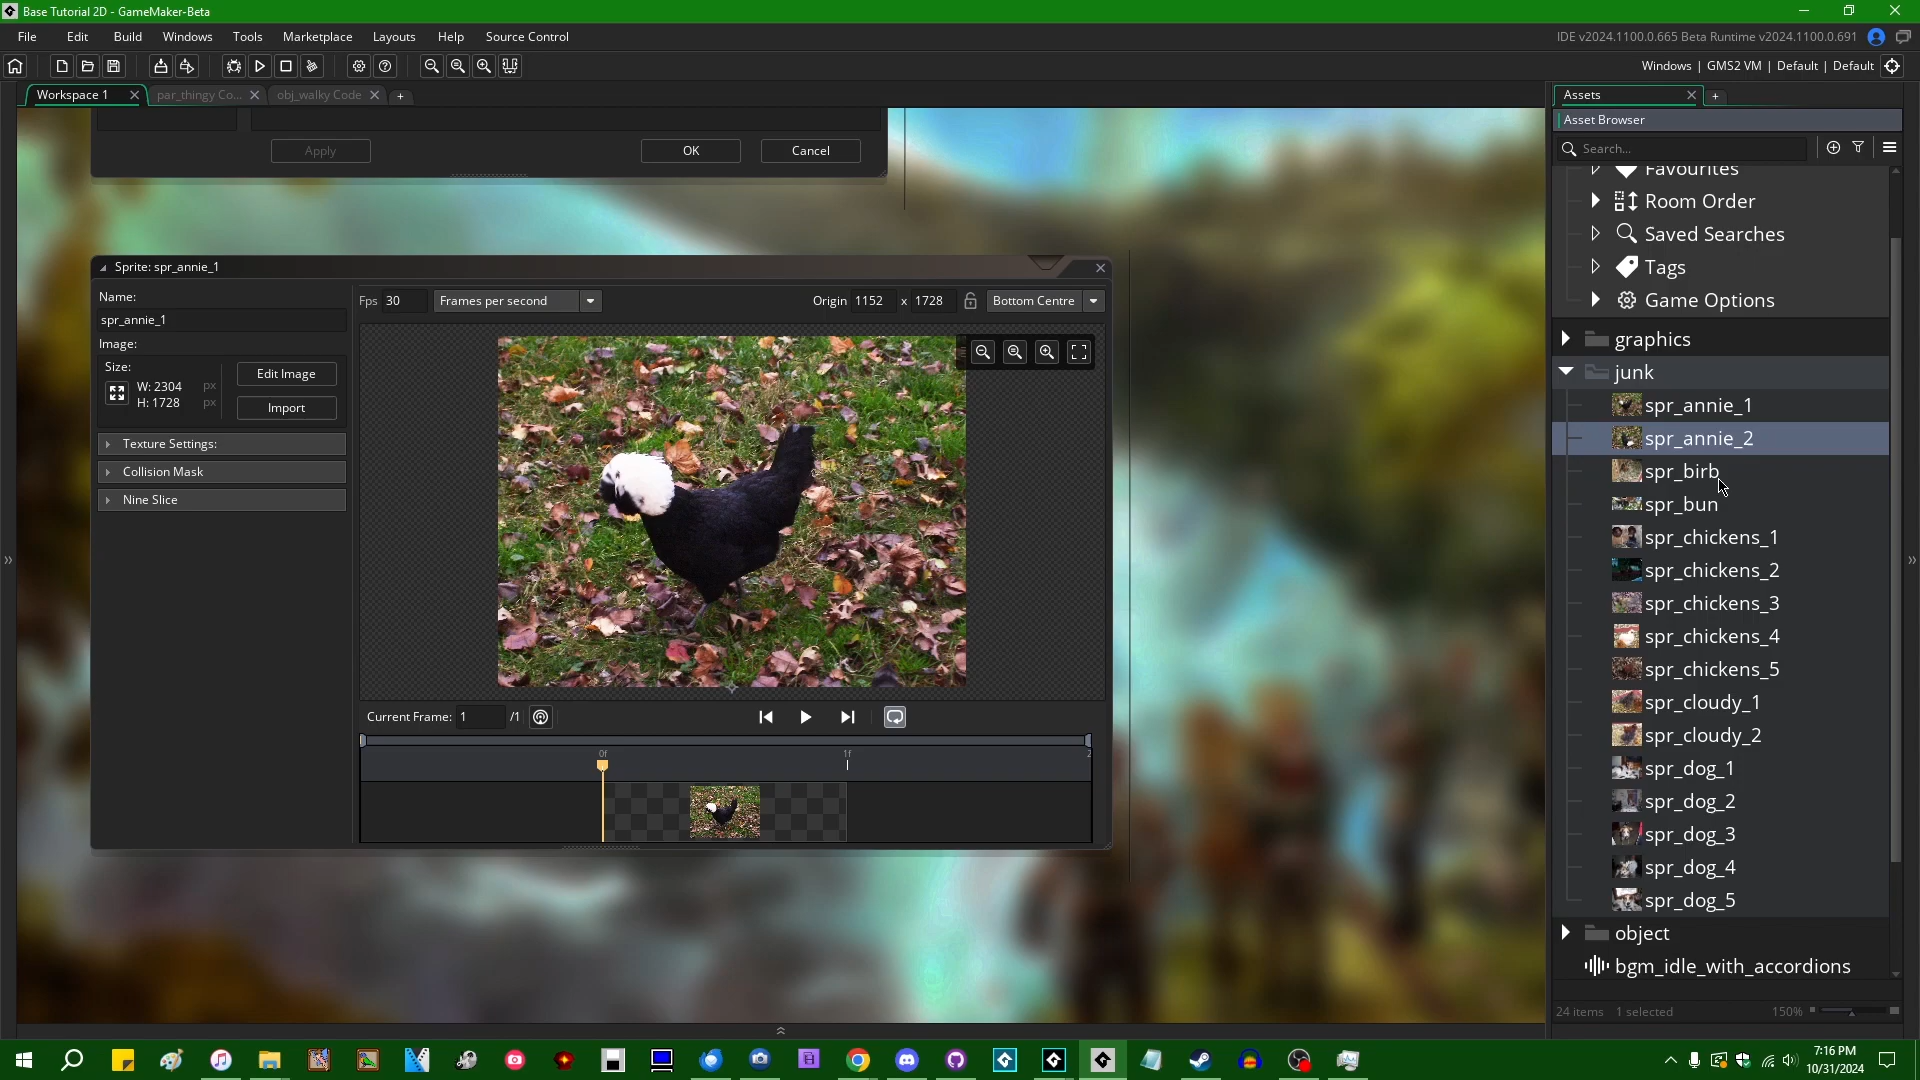 Base Tutorial 2D - GameMaker-Beta
File Edit Build Windows Tools Marketplace Layouts Help Source Control
IDE v2024.1100.0.665 Beta Runtime v2024.1100.0.691
Windows | GMS2 VM | Default | Default
Workspace 1
par_thingy Co...
obj_walky Code
Apply
OK
Cancel
Sprite: spr_annie_1
Name:
spr_annie_1
Image:
Size:
W: 2304 px
H: 1728 px
Edit Image
Import
Texture Settings:
Collision Mask
Nine Slice
Fps 30 Frames per second
Origin 1152 x 1728 Bottom Centre
Current Frame: 1 /1
0f 1f 2
Assets
Asset Browser
Search...
Favourites
Room Order
Saved Searches
Tags
Game Options
graphics
junk
spr_annie_1
spr_annie_2
spr_birb
spr_bun
spr_chickens_1
spr_chickens_2
spr_chickens_3
spr_chickens_4
spr_chickens_5
spr_cloudy_1
spr_cloudy_2
spr_dog_1
spr_dog_2
spr_dog_3
spr_dog_4
spr_dog_5
object
bgm_idle_with_accordions
24 items 1 selected
150%
7:16 PM
10/31/2024